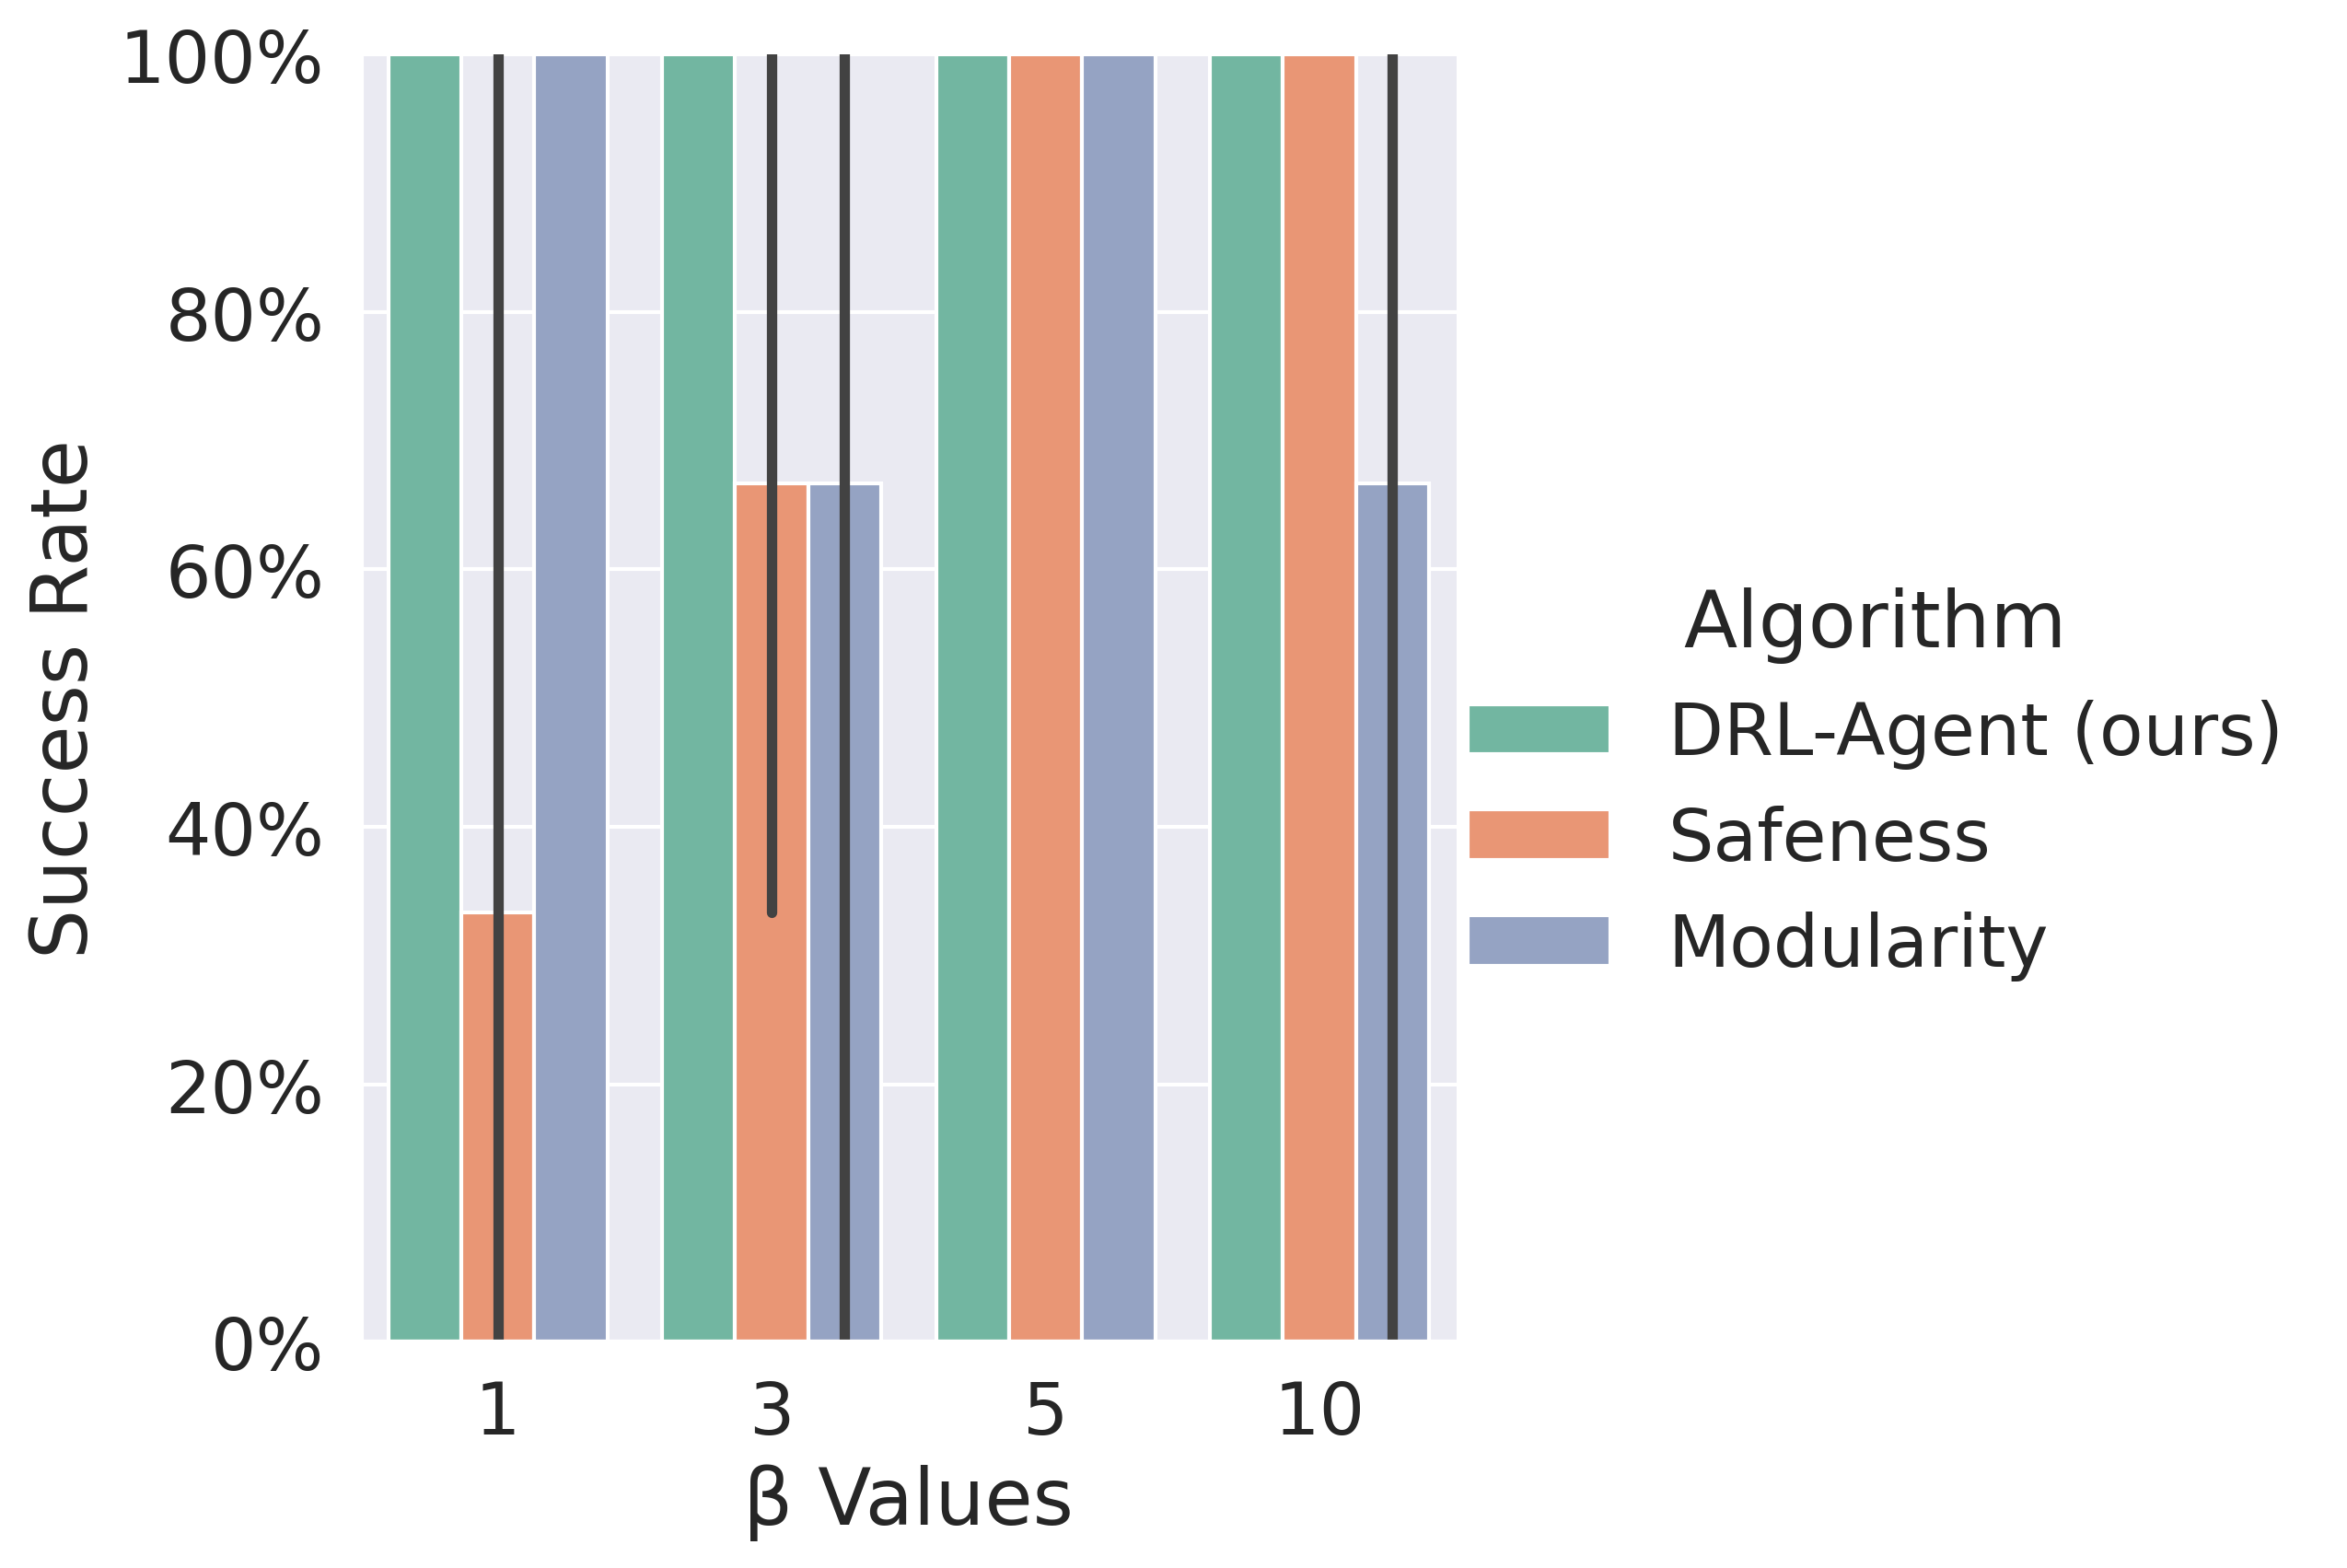 100%
80%
60%
40%
20%
0%
Success Rate
1
3
5
10
β Values
Algorithm
DRL-Agent (ours)
Safeness
Modularity